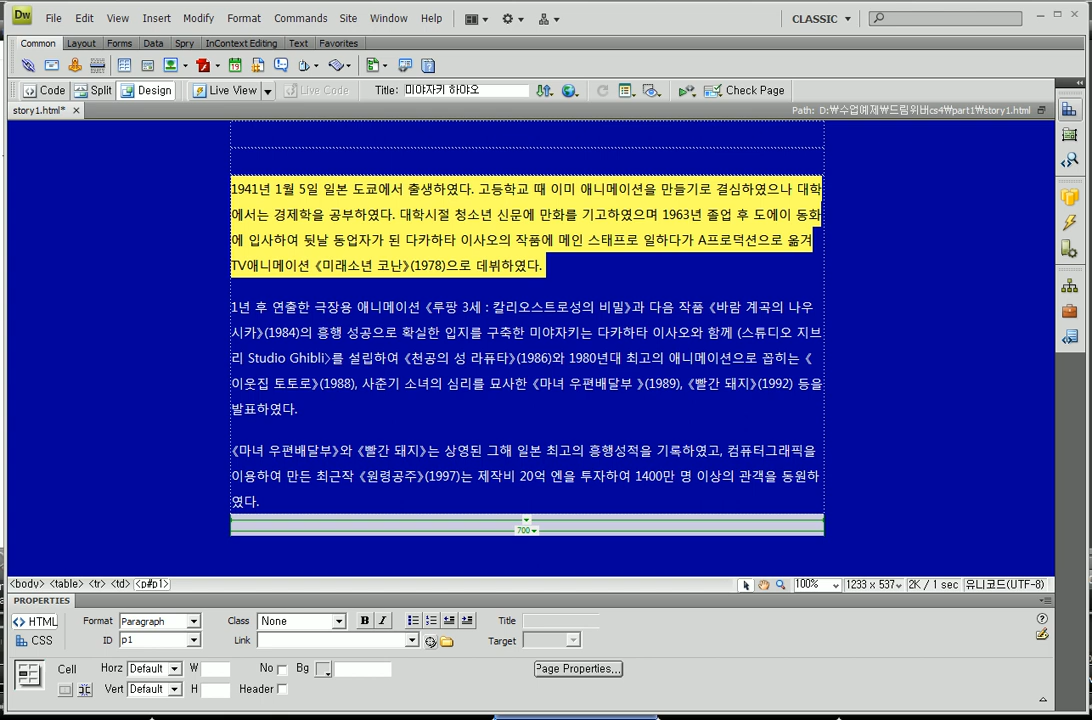 Dw File Edit View Insert Modify Format Commands Site Window Help CLASSIC
Common Layout Forms Data Spry InContext Editing Text Favorites
Code Split Design Live View Live Code Title: 미야자키 하야오 Check Page
story1.html* Path: D:₩수업예제₩드림위버cs4₩part1₩story1.html
1941년 1월 5일 일본 도쿄에서 출생하였다. 고등학교 때 이미 애니메이션을 만들기로 결심하였으나 대학
에서는 경제학을 공부하였다. 대학시절 청소년 신문에 만화를 기고하였으며 1963년 졸업 후 도에이 동화
에 입사하여 뒷날 동업자가 된 다카하타 이사오의 작품에 메인 스태프로 일하다가 A프로덕션으로 옮겨
TV애니메이션 《미래소년 코난》(1978)으로 데뷔하였다.
1년 후 연출한 극장용 애니메이션 《루팡 3세 : 칼리오스트로성의 비밀》과 다음 작품 《바람 계곡의 나우
시카》(1984)의 흥행 성공으로 확실한 입지를 구축한 미야자키는 다카하타 이사오와 함께 (스튜디오 지브
리 Studio Ghibli>를 설립하여 《천공의 성 라퓨타》(1986)와 1980년대 최고의 애니메이션으로 꼽히는 《
이웃집 토토로》(1988), 사춘기 소녀의 심리를 묘사한 《마녀 우편배달부 》(1989), 《빨간 돼지》(1992) 등을
발표하였다.
《마녀 우편배달부》와 《빨간 돼지》는 상영된 그해 일본 최고의 흥행성적을 기록하였고, 컴퓨터그래픽을
이용하여 만든 최근작 《원령공주》(1997)는 제작비 20억 엔을 투자하여 1400만 명 이상의 관객을 동원하
였다.
700
<body> <table> <tr> <td> <p#p1> 100% 1233 x 537 2K / 1 sec 유니코드(UTF-8)
PROPERTIES
<> HTML Format Paragraph Class None B I Title
CSS ID p1 Link Target
Cell Horz Default W No Bg Page Properties...
Vert Default H Header